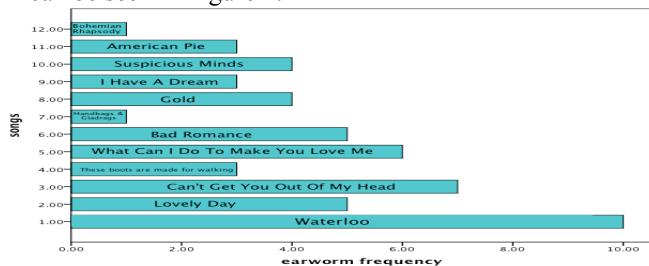 Bohemian
Rhapsody
12.00
American Pie
11.00
Suspicious Minds
10.00
I Have A Dream
9.00
Gold
8.00
Handbags &
Gladrags
7.00
Bad Romance
6.00
What Can I Do To Make You Love Me
5.00
These boots are made for walking
4.00
Can't Get You Out Of My Head
3.00
Lovely Day
2.00
Waterloo
1.00
songs
0.00 2.00 4.00 6.00 8.00 10.00
earworm frequency